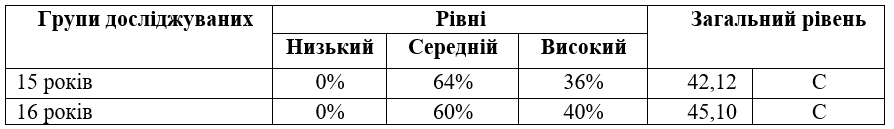 Групи досліджуваних Рівні Загальний рівень
Низький Середній Високий
15 років 0% 64% 36% 42,12 С
16 років 0% 60% 40% 45,10 С